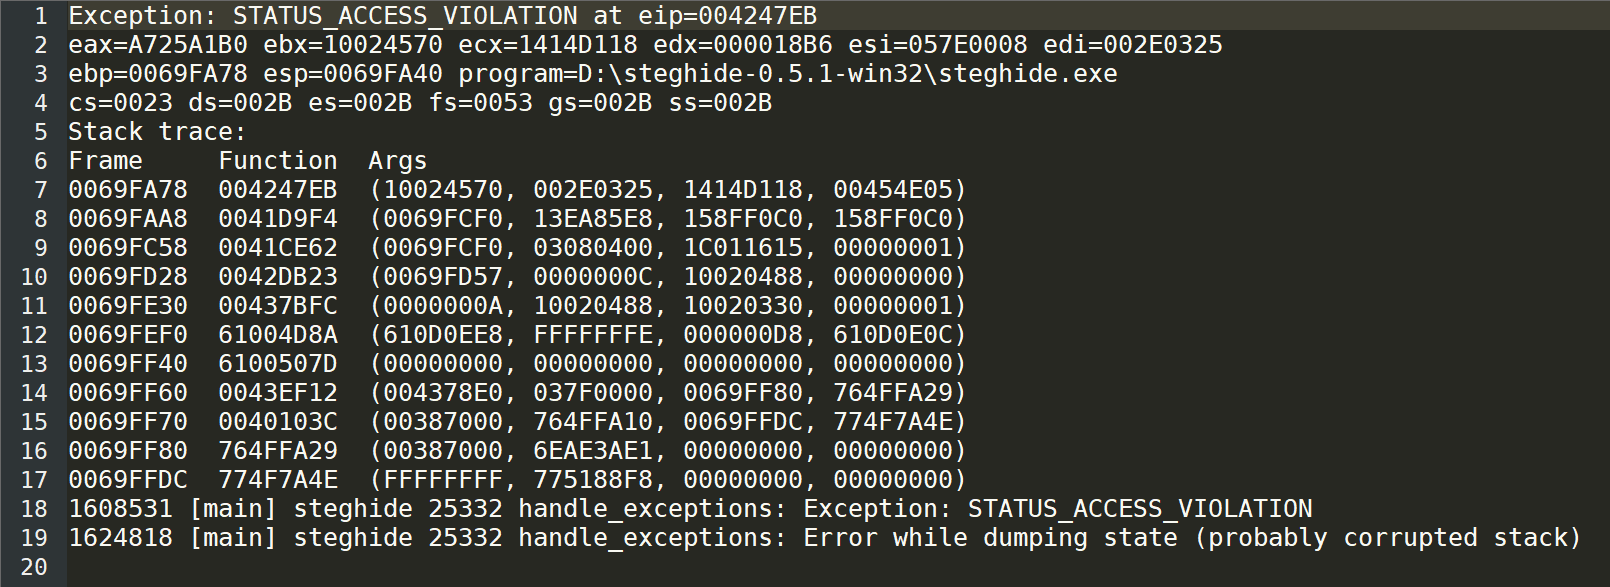 1 Exception: STATUS_ACCESS_VIOLATION at eip=004247EB
2 eax=A725A1B0 ebx=10024570 ecx=1414D118 edx=000018B6 esi=057E0008 edi=002E0325
3 ebp=0069FA78 esp=0069FA40 program=D:\steghide-0.5.1-win32\steghide.exe
4 cs=0023 ds=002B es=002B fs=0053 gs=002B ss=002B
5 Stack trace:
6 Frame     Function  Args
7 0069FA78  004247EB  (10024570, 002E0325, 1414D118, 00454E05)
8 0069FAA8  0041D9F4  (0069FCF0, 13EA85E8, 158FF0C0, 158FF0C0)
9 0069FC58  0041CE62  (0069FCF0, 03080400, 1C011615, 00000001)
10 0069FD28  0042DB23  (0069FD57, 0000000C, 10020488, 00000000)
11 0069FE30  00437BFC  (0000000A, 10020488, 10020330, 00000001)
12 0069FEF0  61004D8A  (610D0EE8, FFFFFFFE, 000000D8, 610D0E0C)
13 0069FF40  6100507D  (00000000, 00000000, 00000000, 00000000)
14 0069FF60  0043EF12  (004378E0, 037F0000, 0069FF80, 764FFA29)
15 0069FF70  0040103C  (00387000, 764FFA10, 0069FFDC, 774F7A4E)
16 0069FF80  764FFA29  (00387000, 6EAE3AE1, 00000000, 00000000)
17 0069FFDC  774F7A4E  (FFFFFFFF, 775188F8, 00000000, 00000000)
18 1608531 [main] steghide 25332 handle_exceptions: Exception: STATUS_ACCESS_VIOLATION
19 1624818 [main] steghide 25332 handle_exceptions: Error while dumping state (probably corrupted stack)
20